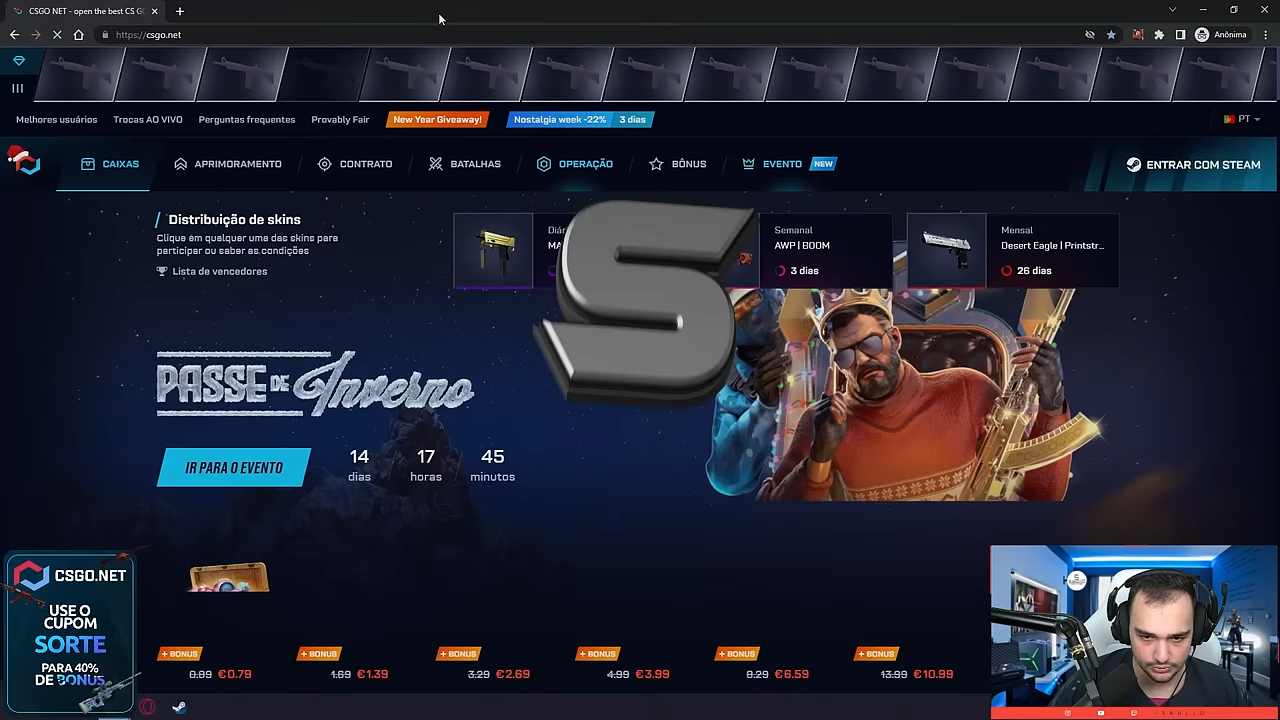 CSGO NET - open the best CS G
https://csgo.net
Anônima
Melhores usuários
Trocas AO VIVO
Perguntas frequentes
Provably Fair
New Year Giveaway!
Nostalgia week -22%
3 dias
PT
CAIXAS
APRIMORAMENTO
CONTRATO
BATALHAS
OPERAÇÃO
BÔNUS
EVENTO
NEW
ENTRAR COM STEAM
Distribuição de skins
Clique em qualquer uma das skins para
participar ou saber as condições
Lista de vencedores
Semanal
AWP | BOOM
3 dias
Mensal
Desert Eagle | Printstr...
26 dias
S
PASSE DE Inverno
IR PARA O EVENTO
14
dias
17
horas
45
minutos
CSGO.NET
USE O
CUPOM
SORTE
PARA 40%
DE BONUS
+ BONUS
0.89 €0.79
+ BONUS
1.69 €1.39
+ BONUS
3.29 €2.69
+ BONUS
4.99 €3.99
+ BONUS
8.29 €6.59
+ BONUS
13.99 €10.99